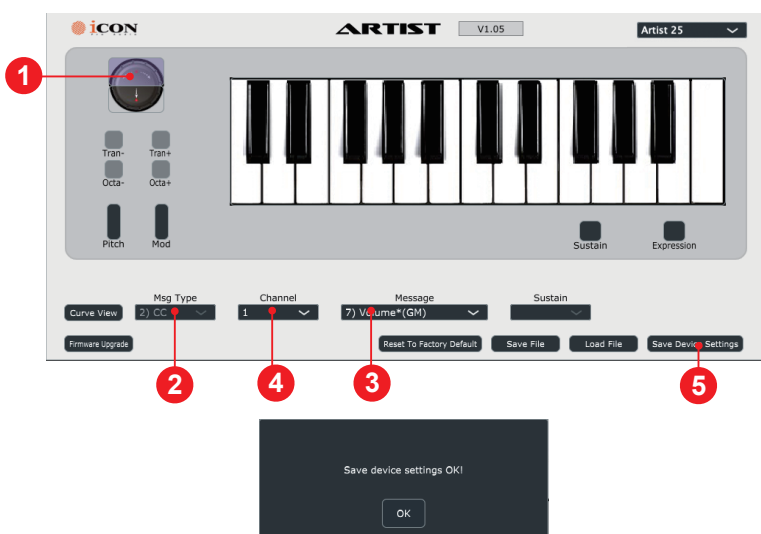 iCON
ARTIST
V1.05
Artist 25
1
Tran-
Tran+
Octa-
Octa+
Pitch
Mod
Sustain
Expression
Msg Type
Channel
Message
Sustain
Curve View
2) CC
1
7) Volume*(GM)
Firmware Upgrade
Reset To Factory Default
Save File
Load File
Save Device Settings
2
4
3
5
Save device settings OK!
OK